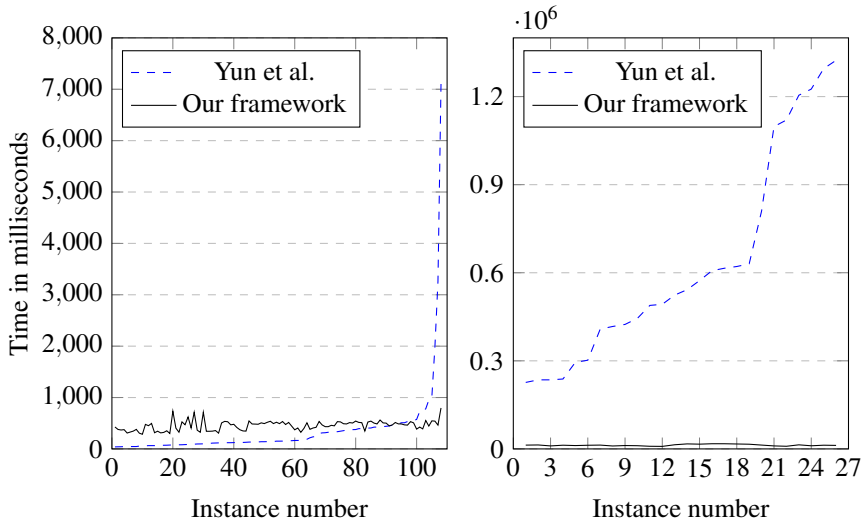 Time in milliseconds
8,000
7,000
6,000
5,000
4,000
3,000
2,000
1,000
0
Yun et al.
Our framework
0 20 40 60 80 100
Instance number
·10^6
1.2
0.9
0.6
0.3
0
Yun et al.
Our framework
0 3 6 9 12 15 18 21 24 27
Instance number